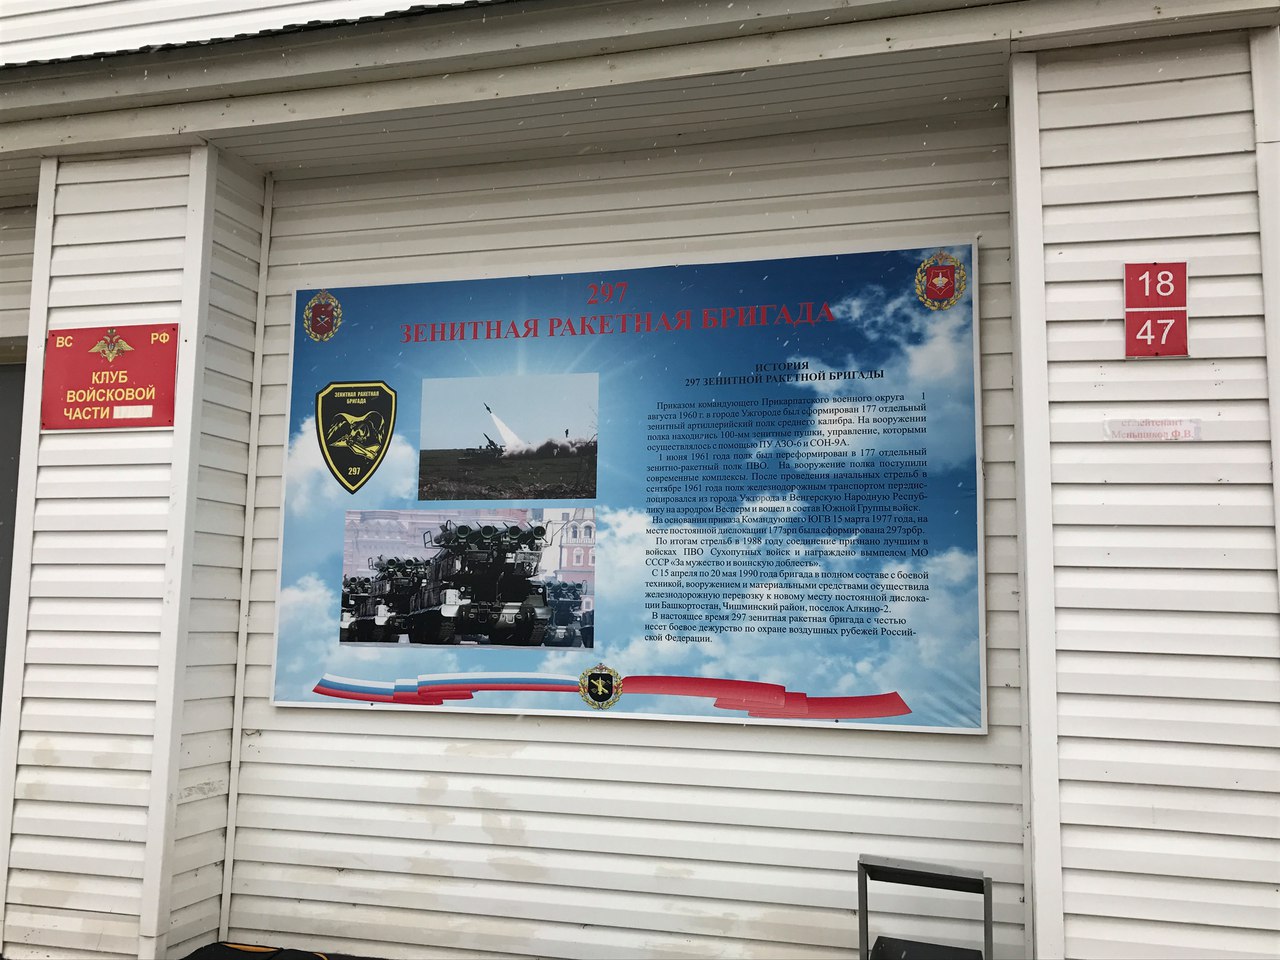 ВС РФ
КЛУБ
ВОЙСКОВОЙ
ЧАСТИ
297
ЗЕНИТНАЯ РАКЕТНАЯ БРИГАДА
ЗЕНИТНАЯ РАКЕТНАЯ
БРИГАДА
297
ИСТОРИЯ
297 ЗЕНИТНОЙ РАКЕТНОЙ БРИГАДЫ
Приказом командующего Прикарпатского военного округа 1
августа 1960 г. в городе Ужгороде был сформирован 177 отдельный
зенитный артиллерийский полк среднего калибра. На вооружении
полка находились 100-мм зенитные пушки, управление, которыми
осуществлялось с помощью ПУ АЗО-6 и СОН-9А.
1 июня 1961 года полк был переформирован в 177 отдельный
зенитно-ракетный полк ПВО. На вооружение полка поступили
современные комплексы. После проведения начальных стрельб в
сентябре 1961 года полк железнодорожным транспортом передис-
лоцировался из города Ужгорода в Венгерскую Народную Респуб-
лику на аэродром Весперм и вошел в состав Южной Группы войск.
На основании приказа Командующего ЮГВ 15 марта 1977 года, на
месте постоянной дислокации 177зрп была сформирована 297зрбр.
По итогам стрельб в 1988 году соединение признано лучшим в
войсках ПВО Сухопутных войск и награждено вымпелом МО
СССР «За мужество и воинскую доблесть».
С 15 апреля по 20 мая 1990 года бригада в полном составе с боевой
техникой, вооружением и материальными средствами осуществила
железнодорожную перевозку к новому месту постоянной дислока-
ции Башкортостан, Чишминский район, поселок Алкино-2.
В настоящее время 297 зенитная ракетная бригада с честью
несет боевое дежурство по охране воздушных рубежей Россий-
ской Федерации.
18
47
ст.лейтенант
Меньшиков Ф.В.